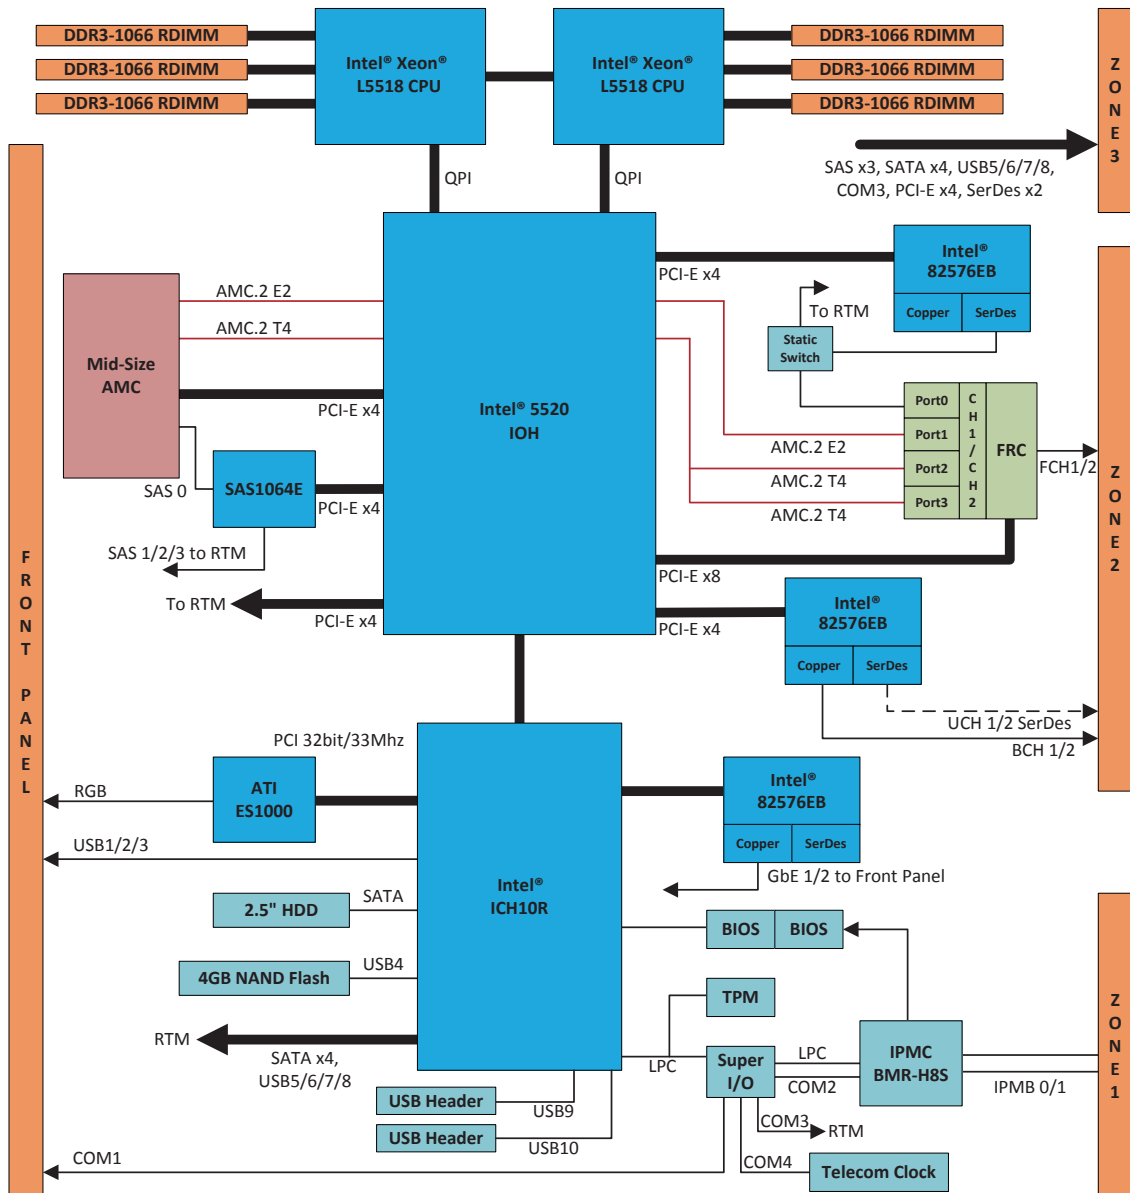 DDR3-1066 RDIMM
DDR3-1066 RDIMM
DDR3-1066 RDIMM
Intel® Xeon®
L5518 CPU
Intel® Xeon®
L5518 CPU
DDR3-1066 RDIMM
DDR3-1066 RDIMM
DDR3-1066 RDIMM
ZONE3
SAS x3, SATA x4, USB5/6/7/8,
COM3, PCI-E x4, SerDes x2
QPI
QPI
FRONT PANEL
Mid-Size
AMC
AMC.2 E2
AMC.2 T4
PCI-E x4
SAS 0
SAS1064E
PCI-E x4
SAS 1/2/3 to RTM
To RTM
PCI-E x4
Intel® 5520
IOH
PCI-E x4
Intel®
82576EB
Copper
SerDes
To RTM
Static
Switch
Port0
Port1
Port2
Port3
CH1/CH2
FRC
FCH1/2
AMC.2 E2
AMC.2 T4
AMC.2 T4
PCI-E x8
PCI-E x4
Intel®
82576EB
Copper
SerDes
UCH 1/2 SerDes
BCH 1/2
ZONE2
PCI 32bit/33Mhz
ATI
ES1000
RGB
USB1/2/3
SATA
2.5" HDD
USB4
4GB NAND Flash
RTM
SATA x4,
USB5/6/7/8
Intel®
ICH10R
Intel®
82576EB
Copper
SerDes
GbE 1/2 to Front Panel
BIOS
BIOS
TPM
LPC
Super
I/O
LPC
COM2
IPMC
BMR-H8S
IPMB 0/1
ZONE1
USB Header
USB9
USB Header
USB10
COM3
RTM
COM4
Telecom Clock
COM1